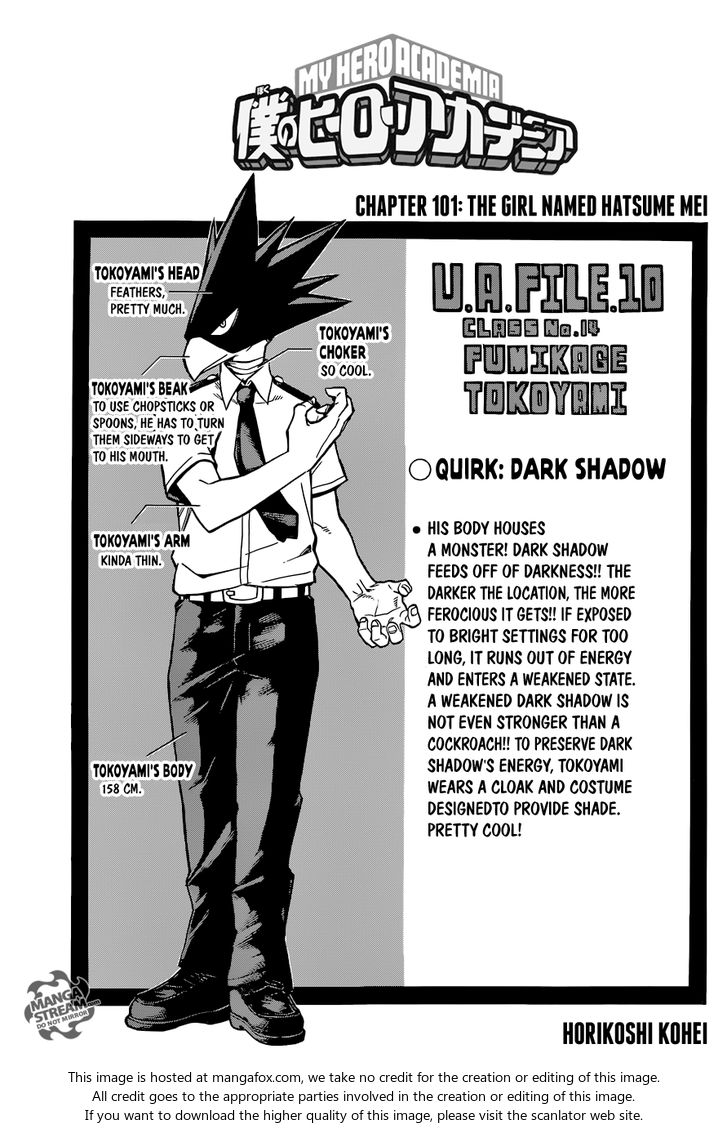 MY HERO ACADEMIA
ぼく
僕のヒーローアカデミア
CHAPTER 101: THE GIRL NAMED HATSUME MEI
TOKOYAMI'S HEAD
FEATHERS,
PRETTY MUCH.
TOKOYAMI'S
CHOKER
SO COOL.
TOKOYAMI'S BEAK
TO USE CHOPSTICKS OR
SPOONS, HE HAS TO TURN
THEM SIDEWAYS TO GET
TO HIS MOUTH.
TOKOYAMI'S ARM
KINDA THIN.
TOKOYAMI'S BODY
158 CM.
U.A.FILE.10
CLASS No.14
FUMIKAGE
TOKOYAMI
○QUIRK: DARK SHADOW
● HIS BODY HOUSES
A MONSTER! DARK SHADOW
FEEDS OFF OF DARKNESS!! THE
DARKER THE LOCATION, THE MORE
FEROCIOUS IT GETS!! IF EXPOSED
TO BRIGHT SETTINGS FOR TOO
LONG, IT RUNS OUT OF ENERGY
AND ENTERS A WEAKENED STATE.
A WEAKENED DARK SHADOW IS
NOT EVEN STRONGER THAN A
COCKROACH!! TO PRESERVE DARK
SHADOW'S ENERGY, TOKOYAMI
WEARS A CLOAK AND COSTUME
DESIGNEDTO PROVIDE SHADE.
PRETTY COOL!
MANGA
STREAM.com
DO NOT MIRROR
HORIKOSHI KOHEI
This image is hosted at mangafox.com, we take no credit for the creation or editing of this image.
All credit goes to the appropriate parties involved in the creation or editing of this image.
If you want to download the higher quality of this image, please visit the scanlator web site.